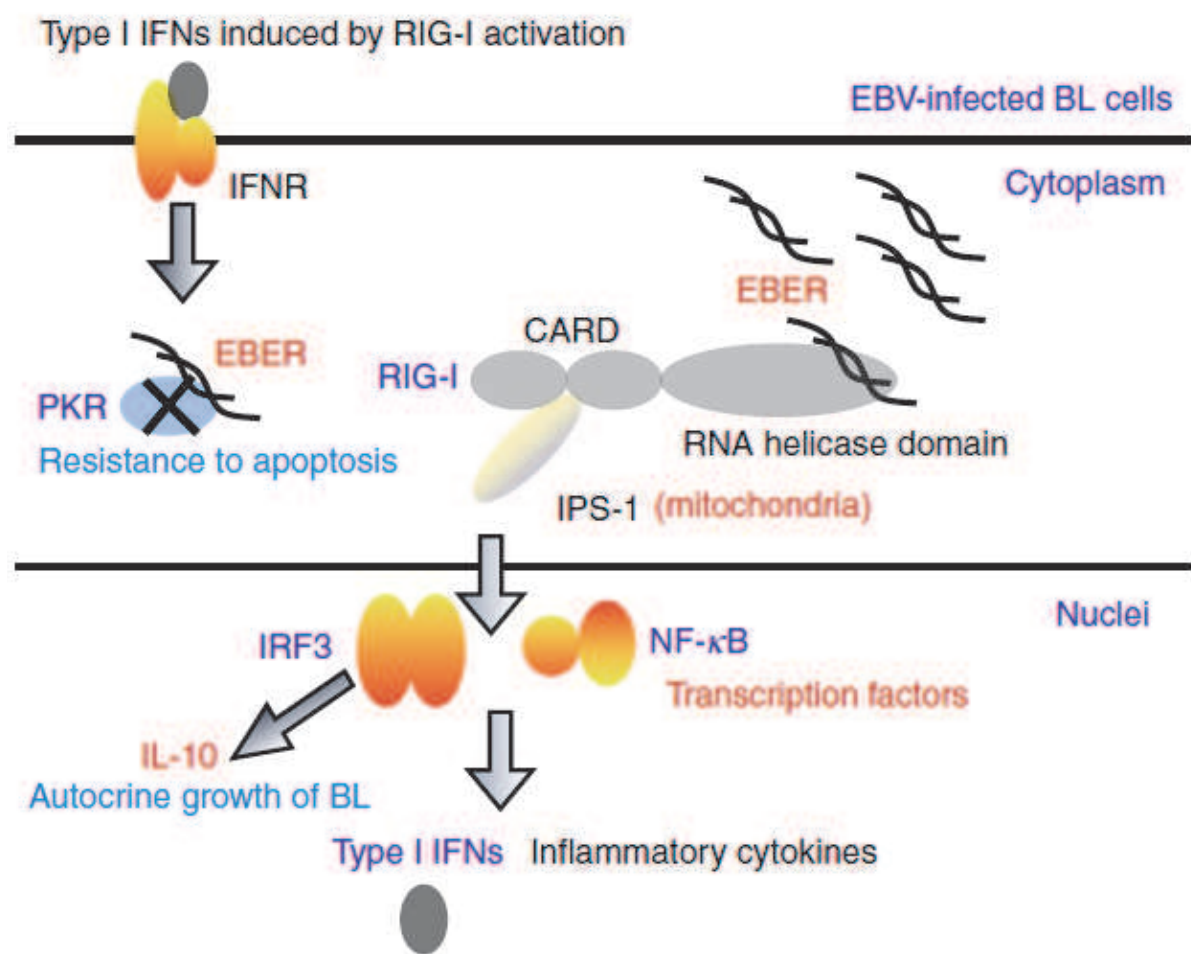 Type I IFNs induced by RIG-I activation
EBV-infected BL cells
IFNR
Cytoplasm
EBER
CARD
EBER
RIG-I
PKR
RNA helicase domain
Resistance to apoptosis
IPS-1 (mitochondria)
Nuclei
IRF3
NF-κB
Transcription factors
IL-10
Autocrine growth of BL
Type I IFNs Inflammatory cytokines